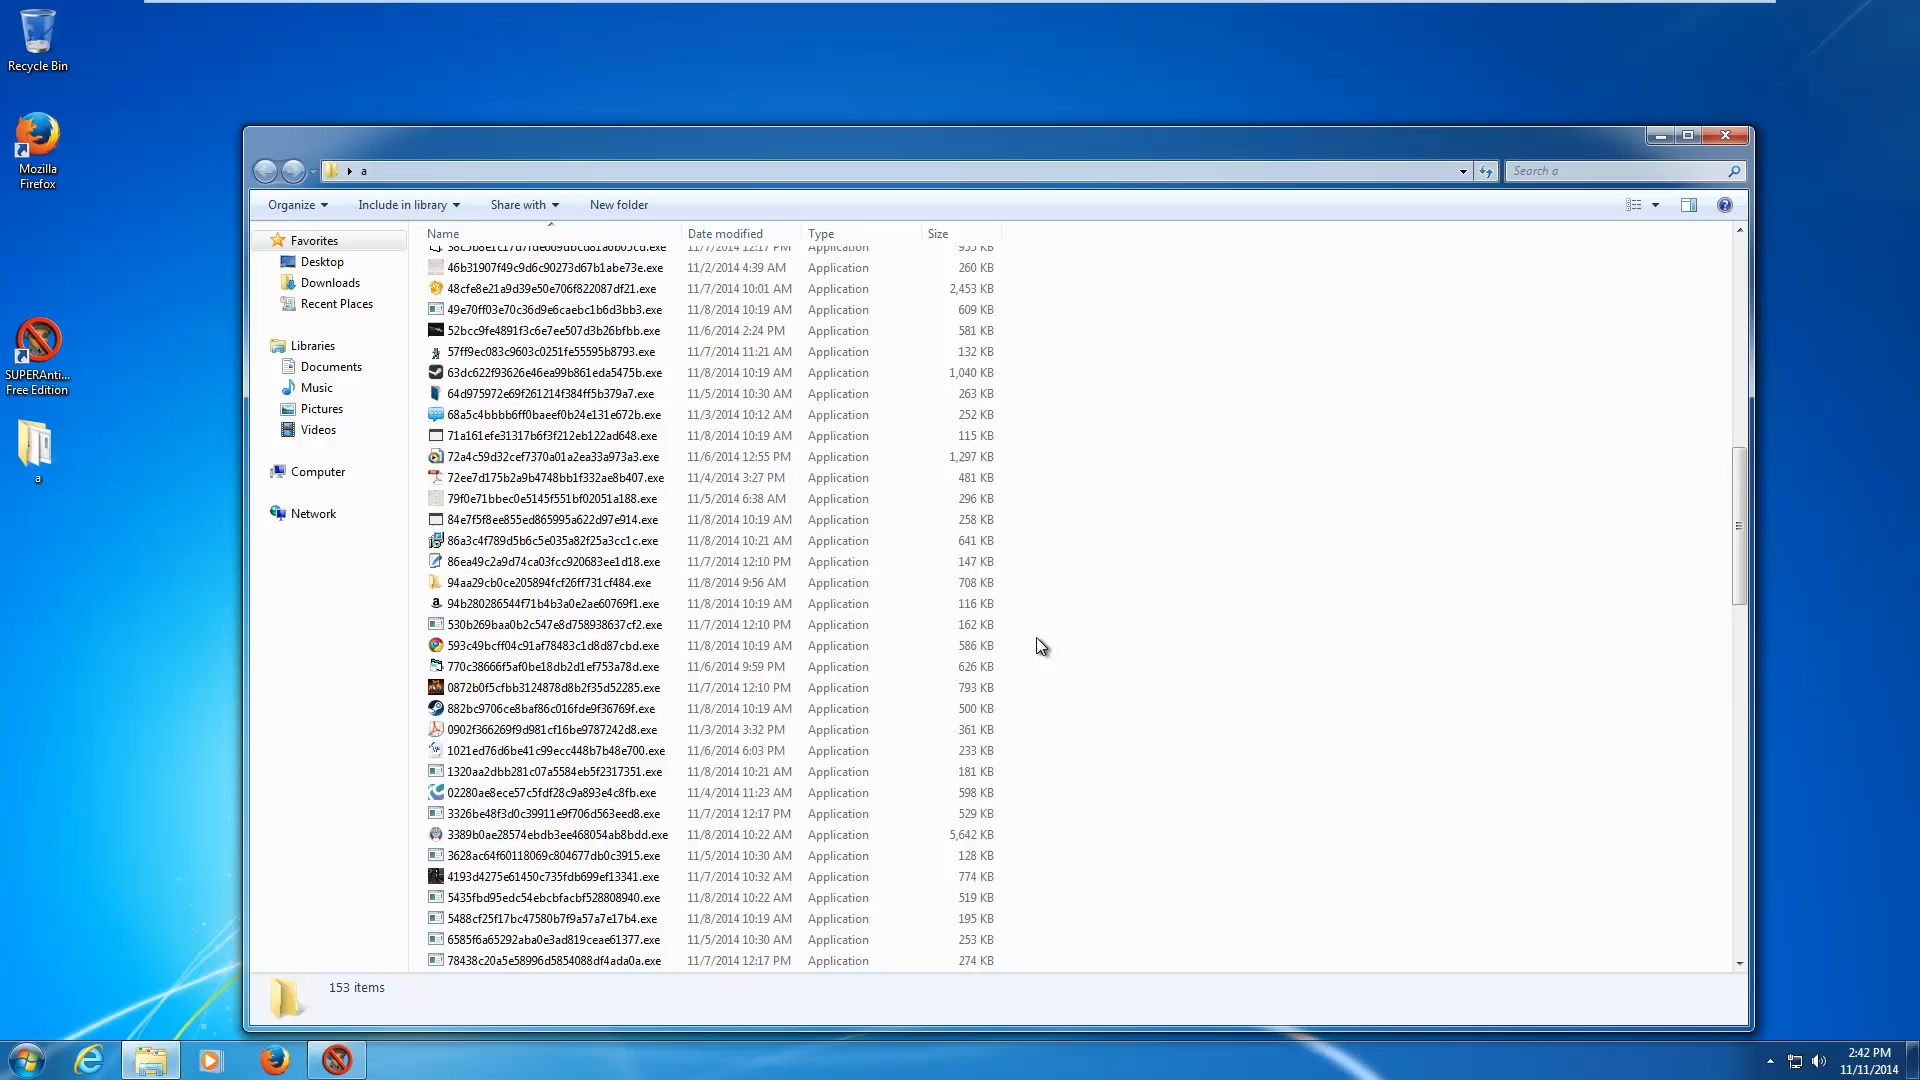 Recycle Bin
Mozilla
Firefox
SUPERAnti...
Free Edition
a
a
Search a
Organize
Include in library
Share with
New folder
Favorites
Desktop
Downloads
Recent Places
Libraries
Documents
Music
Pictures
Videos
Computer
Network
Name Date modified Type Size
11/7/2014 12:17 PM Application 955 KB
46b31907f49c9d6c90273d67b1abe73e.exe 11/2/2014 4:39 AM Application 260 KB
48cfe8e21a9d39e50e706f822087df21.exe 11/7/2014 10:01 AM Application 2,453 KB
49e70ff03e70c36d9e6caebc1b6d3bb3.exe 11/8/2014 10:19 AM Application 609 KB
52bcc9fe4891f3c6e7ee507d3b26bfbb.exe 11/6/2014 2:24 PM Application 581 KB
57ff9ec083c9603c0251fe55595b8793.exe 11/7/2014 11:21 AM Application 132 KB
63dc622f93626e46ea99b861eda5475b.exe 11/8/2014 10:19 AM Application 1,040 KB
64d975972e69f261214f384ff5b379a7.exe 11/5/2014 10:30 AM Application 263 KB
68a5c4bbbb6ff0baeef0b24e131e672b.exe 11/3/2014 10:12 AM Application 252 KB
71a161efe31317b6f3f212eb122ad648.exe 11/8/2014 10:19 AM Application 115 KB
72a4c59d32cef7370a01a2ea33a973a3.exe 11/6/2014 12:55 PM Application 1,297 KB
72ee7d175b2a9b4748bb1f332ae8b407.exe 11/4/2014 3:27 PM Application 481 KB
79f0e71bbec0e5145f551bf02051a188.exe 11/5/2014 6:38 AM Application 296 KB
84e7f5f8ee855ed865995a622d97e914.exe 11/8/2014 10:19 AM Application 258 KB
86a3c4f789d5b6c5e035a82f25a3cc1c.exe 11/8/2014 10:21 AM Application 641 KB
86ea49c2a9d74ca03fcc920683ee1d18.exe 11/7/2014 12:10 PM Application 147 KB
94aa29cb0ce205894fcf26ff731cf484.exe 11/8/2014 9:56 AM Application 708 KB
94b280286544f71b4b3a0e2ae60769f1.exe 11/8/2014 10:19 AM Application 116 KB
530b269baa0b2c547e8d758938637cf2.exe 11/7/2014 12:10 PM Application 162 KB
593c49bcff04c91af78483c1d8d87cbd.exe 11/8/2014 10:19 AM Application 586 KB
770c38666f5af0be18db2d1ef753a78d.exe 11/6/2014 9:59 PM Application 626 KB
0872b0f5cfbb3124878d8b2f35d52285.exe 11/7/2014 12:10 PM Application 793 KB
882bc9706ce8baf86c016fde9f36769f.exe 11/8/2014 10:19 AM Application 500 KB
0902f366269f9d981cf16be9787242d8.exe 11/3/2014 3:32 PM Application 361 KB
1021ed76d6be41c99ecc448b7b48e700.exe 11/6/2014 6:03 PM Application 233 KB
1320aa2dbb281c07a5584eb5f2317351.exe 11/8/2014 10:21 AM Application 181 KB
02280ae8ece57c5fdf28c9a893e4c8fb.exe 11/4/2014 11:23 AM Application 598 KB
3326be48f3d0c39911e9f706d563eed8.exe 11/7/2014 12:17 PM Application 529 KB
3389b0ae28574ebdb3ee468054ab8bdd.exe 11/8/2014 10:22 AM Application 5,642 KB
3628ac64f60118069c804677db0c3915.exe 11/5/2014 10:30 AM Application 128 KB
4193d4275e61450c735fdb699ef13341.exe 11/7/2014 10:32 AM Application 774 KB
5435fbd95edc54ebcbfacbf528808940.exe 11/8/2014 10:22 AM Application 519 KB
5488cf25f17bc47580b7f9a57a7e17b4.exe 11/8/2014 10:19 AM Application 195 KB
6585f6a65292aba0e3ad819ceae61377.exe 11/5/2014 10:30 AM Application 253 KB
78438c20a5e58996d5854088df4ada0a.exe 11/7/2014 12:17 PM Application 274 KB
153 items
2:42 PM
11/11/2014